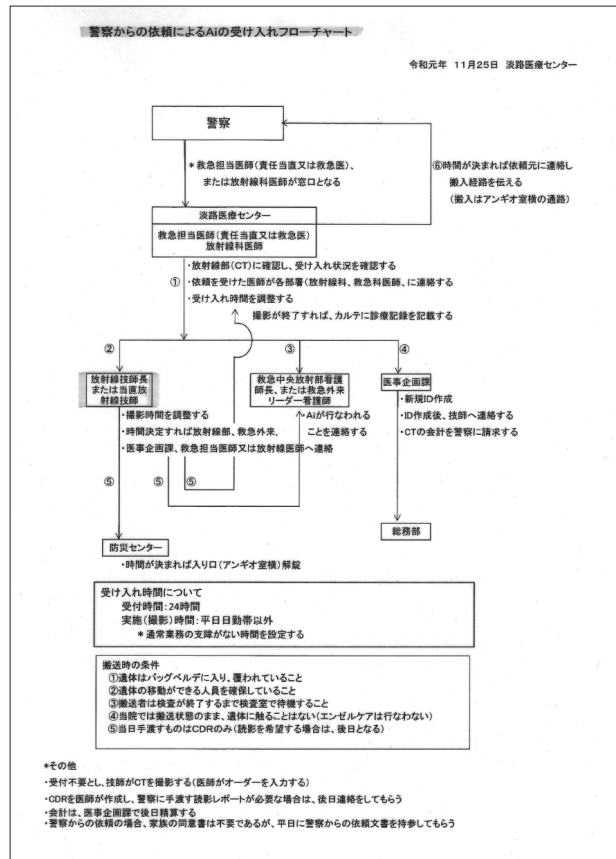 警察からの依頼によるAiの受け入れフローチャート
令和元年 11月25日 淡路医療センター
警察
*救急担当医師(責任当直又は救急医)、
または放射線科医師が窓口となる
⑥時間が決まれば依頼元に連絡し
搬入経路を伝える
(搬入はアンギオ室横の通路)
淡路医療センター
救急担当医師(責任当直又は救急医)
放射線科医師
・放射線部(CT)に確認し、受け入れ状況を確認する
① ・依頼を受けた医師が各部署(放射線科、救急科医師、に連絡する
・受け入れ時間を調整する
撮影が終了すれば、カルテに診療記録を記載する
② ③ ④
放射線技師長
または当直放
射線技師
救急中央放射部看護
師長、または救急外来
リーダー看護師
医事企画課
・新規ID作成
・ID作成後、技師へ連絡する
・CTの会計を警察に請求する
・Aiが行なわれる
ことを連絡する
・撮影時間を調整する
・時間決定すれば放射線部、救急外来、
・医事企画課、救急担当医師又は放射線医師へ連絡
⑤ ⑤ ⑤
総務部
防災センター
・時間が決まれば入り口(アンギオ室横)解錠
受け入れ時間について
受付時間:24時間
実施(撮影)時間:平日日勤帯以外
*通常業務の支障がない時間を設定する
搬送時の条件
①遺体はバッグベルデに入り、覆われていること
②遺体の移動ができる人員を確保していること
③搬送者は検査が終了するまで検査室で待機すること
④当院では搬送状態のまま、遺体に触ることはない(エンゼルケアは行なわない)
⑤当日手渡すものはCDRのみ(読影を希望する場合は、後日となる)
*その他
・受付不要とし、技師がCTを撮影する(医師がオーダーを入力する)
・CDRを医師が作成し、警察に手渡す読影レポートが必要な場合は、後日連絡をしてもらう
・会計は、医事企画課で後日精算する
・警察からの依頼の場合、家族の同意書は不要であるが、平日に警察からの依頼文書を持参してもらう